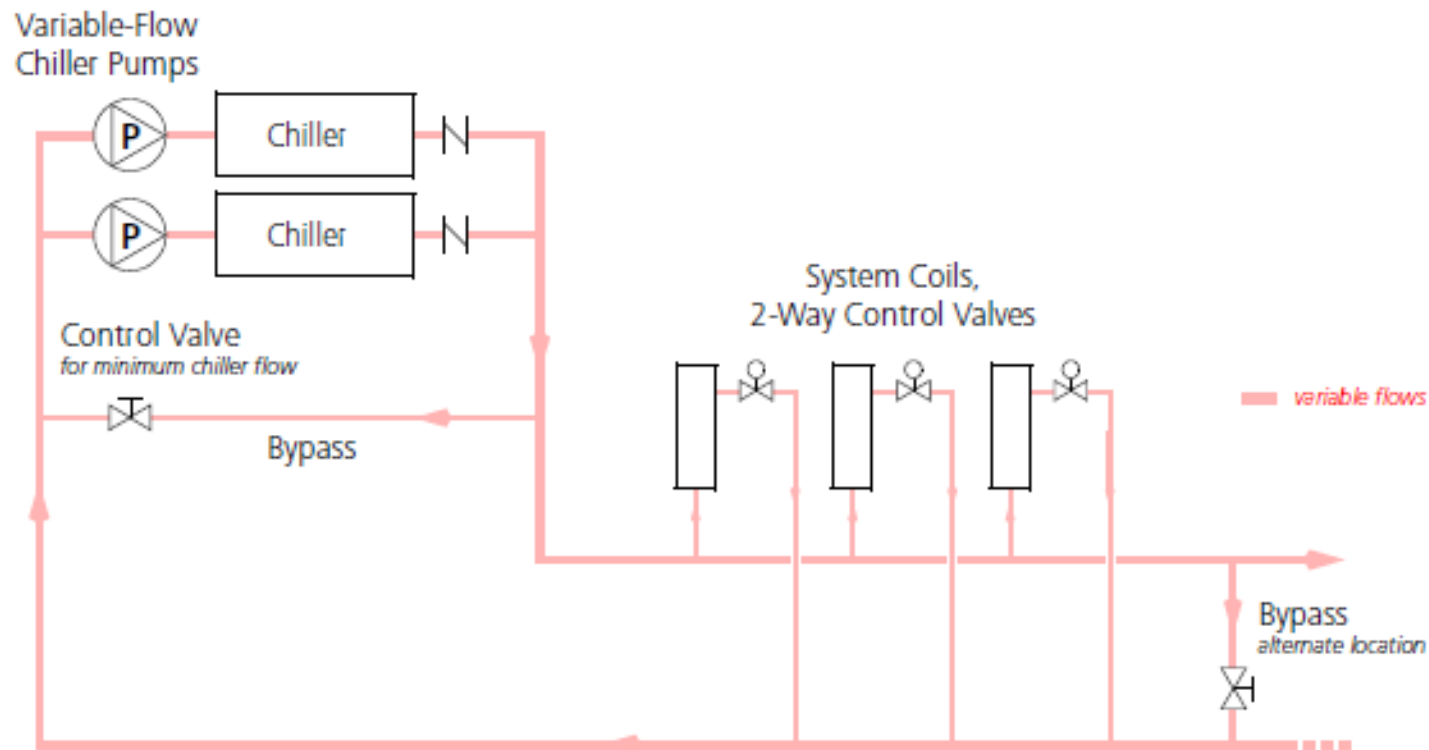 Variable-Flow
Chiller Pumps
P
Chiller
P
Chiller
Control Valve
for minimum chiller flow
Bypass
System Coils,
2-Way Control Valves
variable flows
Bypass
alternate location